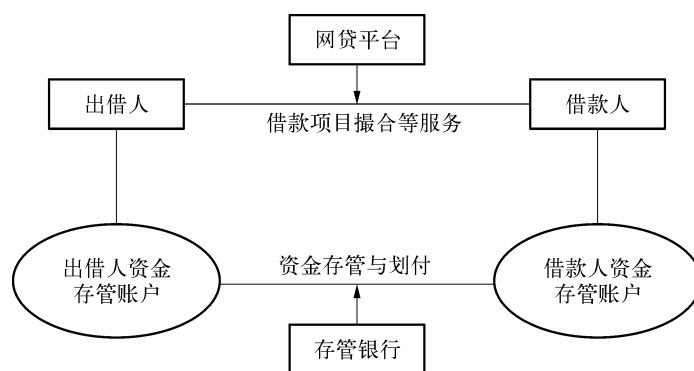 网贷平台
出借人
借款人
借款项目撮合等服务
出借人资金
存管账户
资金存管与划付
借款人资金
存管账户
存管银行